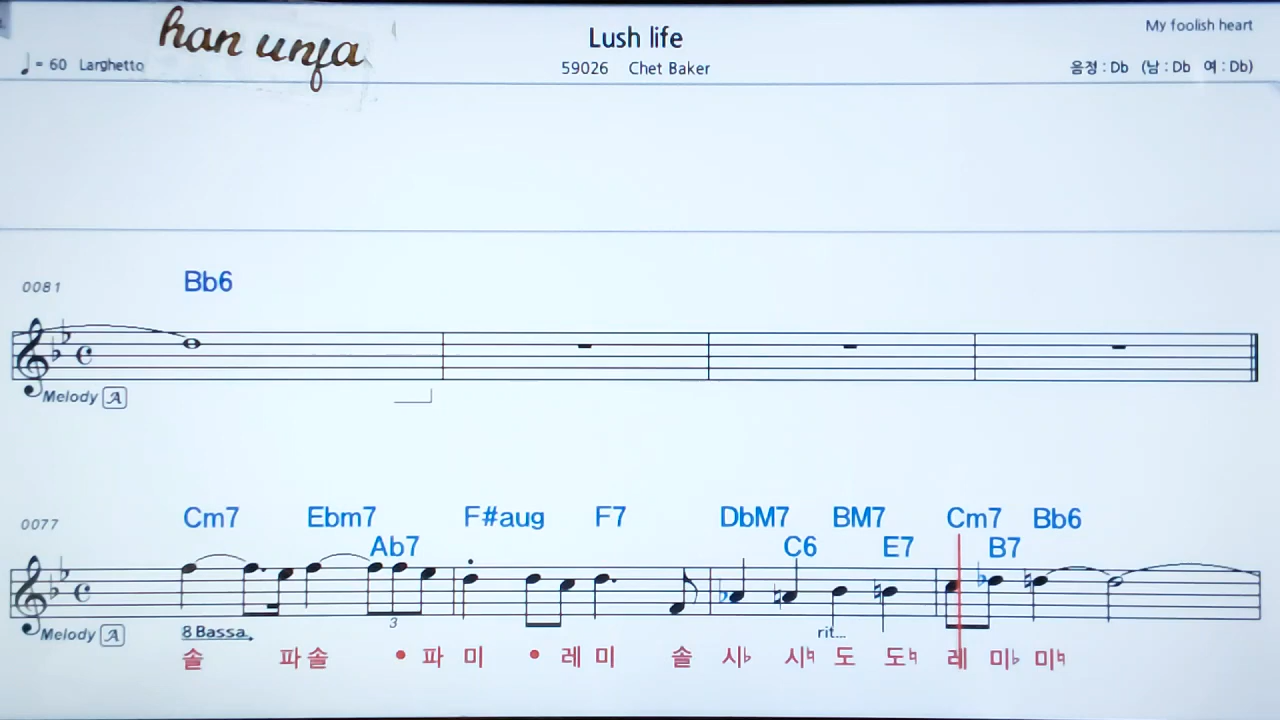 han unfa
Lush life
My foolish heart
♩ = 60 Larghetto
59026 Chet Baker
음정 : Db (남 : Db 여 : Db)
Bb6
0081
Melody A
Cm7 Ebm7 F#aug F7 DbM7 BM7 Cm7 Bb6
0077
Ab7 C6 E7 B7
3
Melody A
8 Bassa
rit...
솔 파 솔 • 파 미 • 레 미 솔 시♭ 시♮ 도 도♮ 레 미♭ 미♮